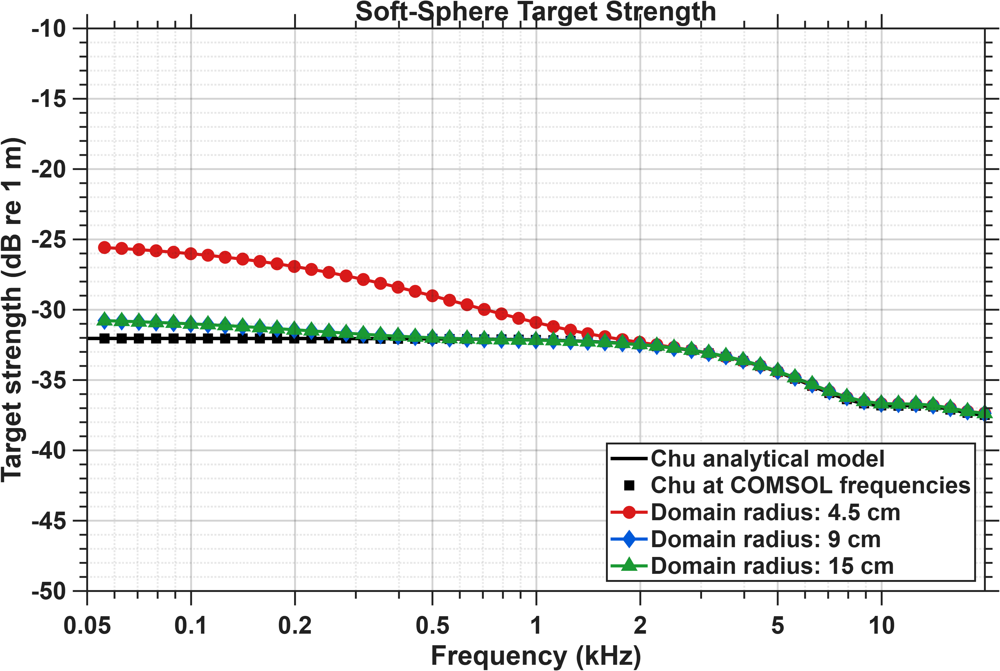 Soft-Sphere Target Strength
Target strength (dB re 1 m)
-10
-15
-20
-25
-30
-35
-40
-45
-50
Chu analytical model
Chu at COMSOL frequencies
Domain radius: 4.5 cm
Domain radius: 9 cm
Domain radius: 15 cm
0.05 0.1 0.2 0.5 1 2 5 10
Frequency (kHz)